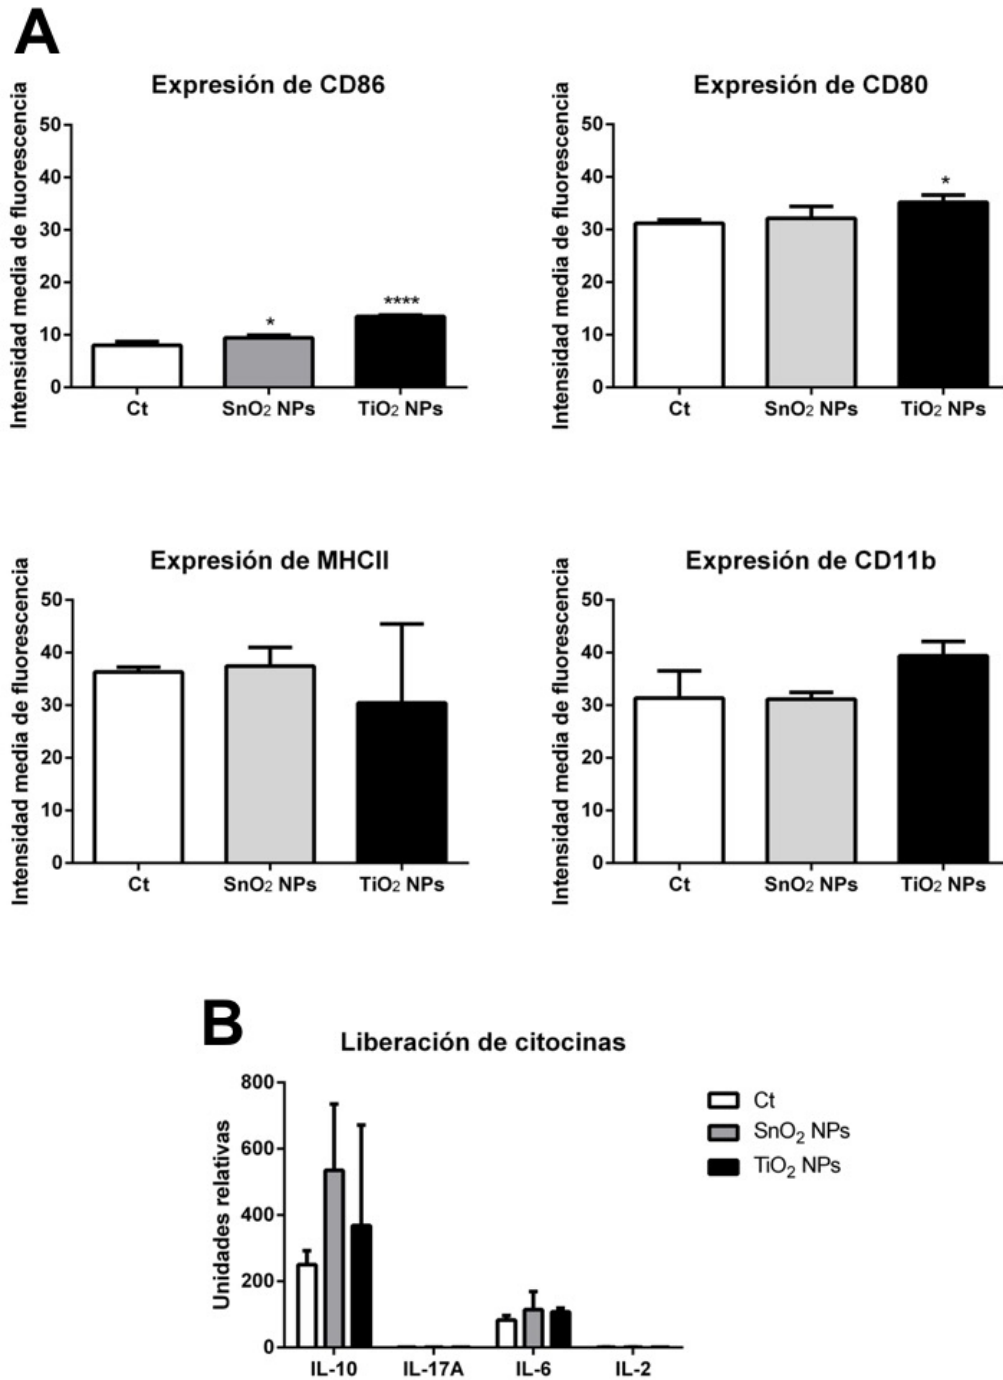 A
Expresión de CD86
Intensidad media de fluorescencia
50
40
30
20
10
0
*
****
Ct
SnO₂ NPs
TiO₂ NPs
Expresión de CD80
Intensidad media de fluorescencia
50
40
30
20
10
0
*
Ct
SnO₂ NPs
TiO₂ NPs
Expresión de MHCII
Intensidad media de fluorescencia
50
40
30
20
10
0
Ct
SnO₂ NPs
TiO₂ NPs
Expresión de CD11b
Intensidad media de fluorescencia
50
40
30
20
10
0
Ct
SnO₂ NPs
TiO₂ NPs
B
Liberación de citocinas
Unidades relativas
800
600
400
200
0
IL-10
IL-17A
IL-6
IL-2
Ct
SnO₂ NPs
TiO₂ NPs